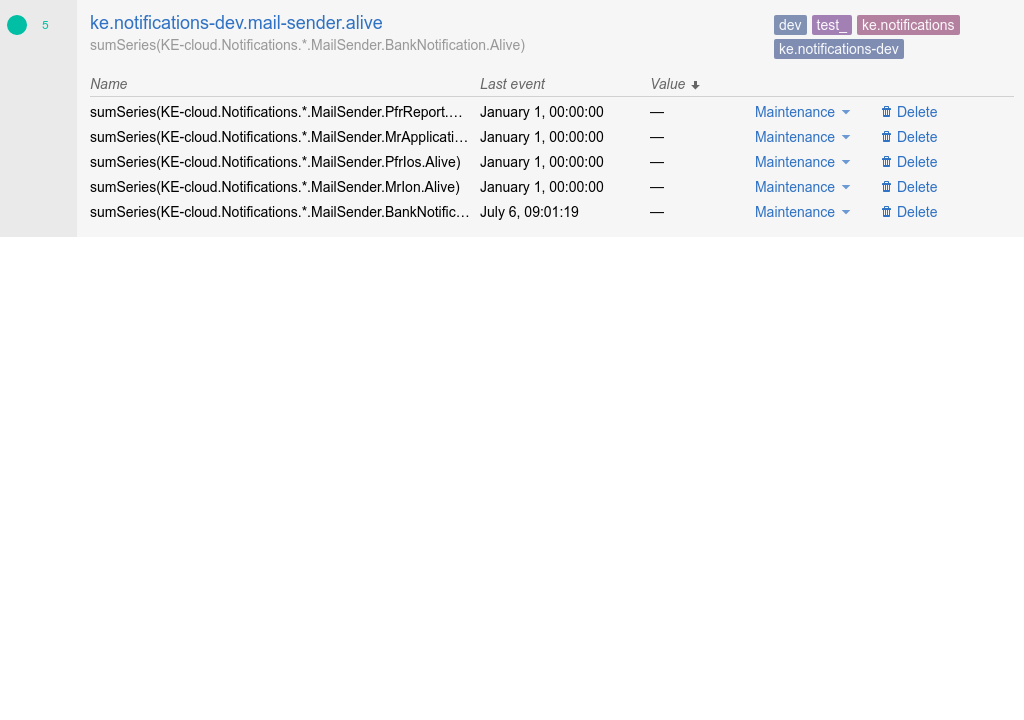 5
ke.notifications-dev.mail-sender.alive
sumSeries(KE-cloud.Notifications.*.MailSender.BankNotification.Alive)
dev test_ ke.notifications
ke.notifications-dev
Name Last event Value
sumSeries(KE-cloud.Notifications.*.MailSender.PfrReport.… January 1, 00:00:00 — Maintenance Delete
sumSeries(KE-cloud.Notifications.*.MailSender.MrApplicati… January 1, 00:00:00 — Maintenance Delete
sumSeries(KE-cloud.Notifications.*.MailSender.PfrIos.Alive) January 1, 00:00:00 — Maintenance Delete
sumSeries(KE-cloud.Notifications.*.MailSender.MrIon.Alive) January 1, 00:00:00 — Maintenance Delete
sumSeries(KE-cloud.Notifications.*.MailSender.BankNotific… July 6, 09:01:19 — Maintenance Delete